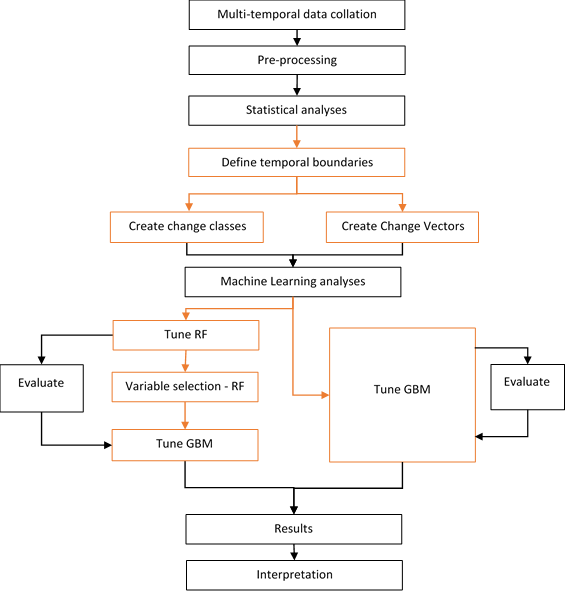 Multi-temporal data collation
Pre-processing
Statistical analyses
Define temporal boundaries
Create change classes
Create Change Vectors
Machine Learning analyses
Tune RF
Evaluate
Variable selection - RF
Tune GBM
Tune GBM
Evaluate
Results
Interpretation